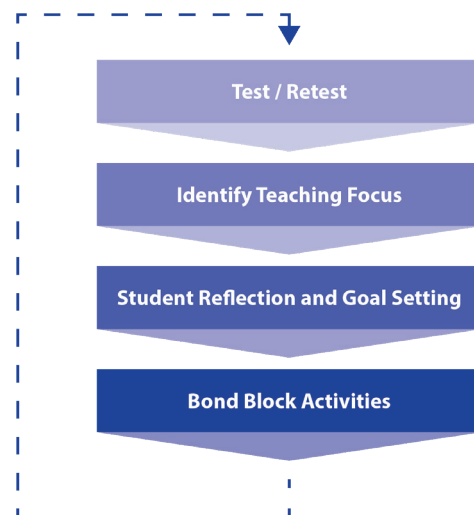 Test / Retest
Identify Teaching Focus
Student Reflection and Goal Setting
Bond Block Activities